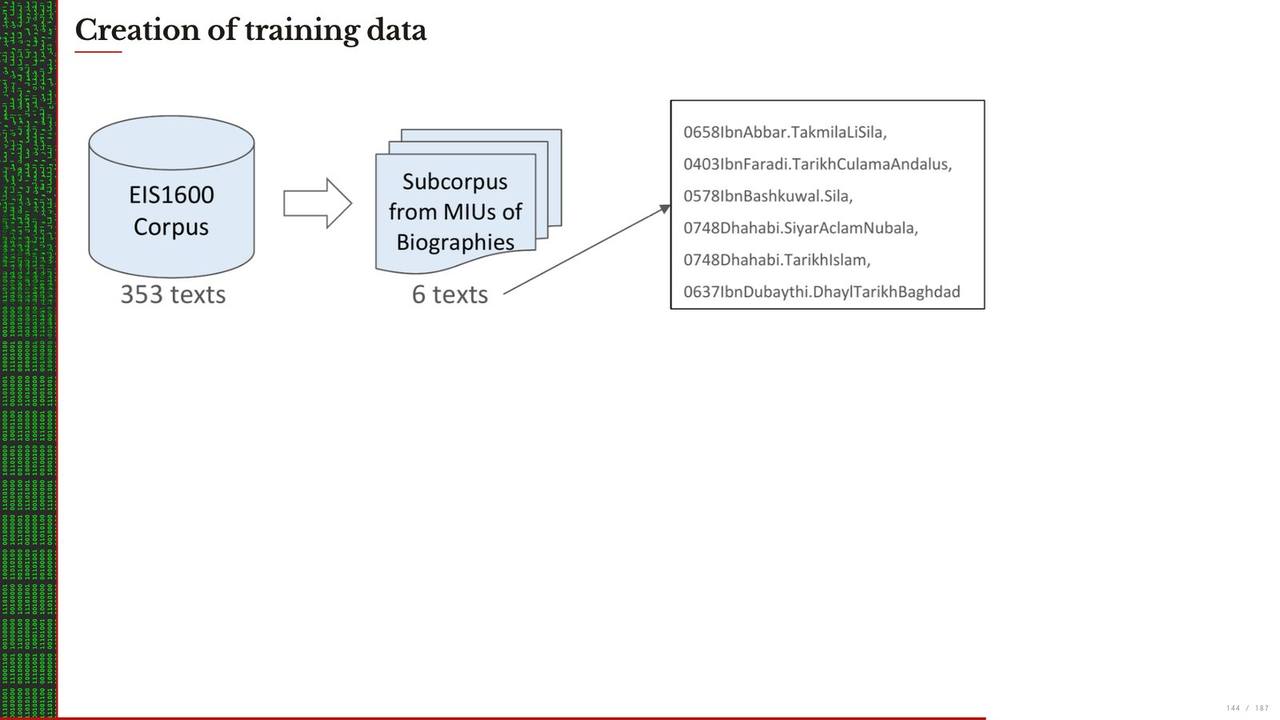 Creation of training data
EIS1600
Corpus
353 texts
Subcorpus
from MIUs of
Biographies
6 texts
0658IbnAbbar.TakmilaLiSila,
0403IbnFaradi.TarikhCulamaAndalus,
0578IbnBashkuwal.Sila,
0748Dhahabi.SiyarAclamNubala,
0748Dhahabi.TarikhIslam,
0637IbnDubaythi.DhaylTarikhBaghdad
144 / 187